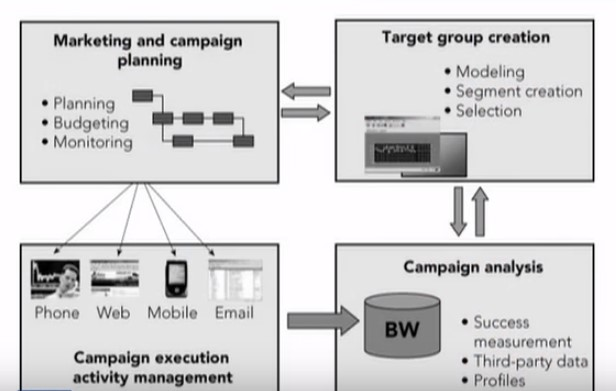 Marketing and campaign
planning
• Planning
• Budgeting
• Monitoring
Target group creation
• Modeling
• Segment creation
• Selection
Phone Web Mobile Email
Campaign execution
activity management
Campaign analysis
BW
• Success
measurement
• Third-party data
• Profiles